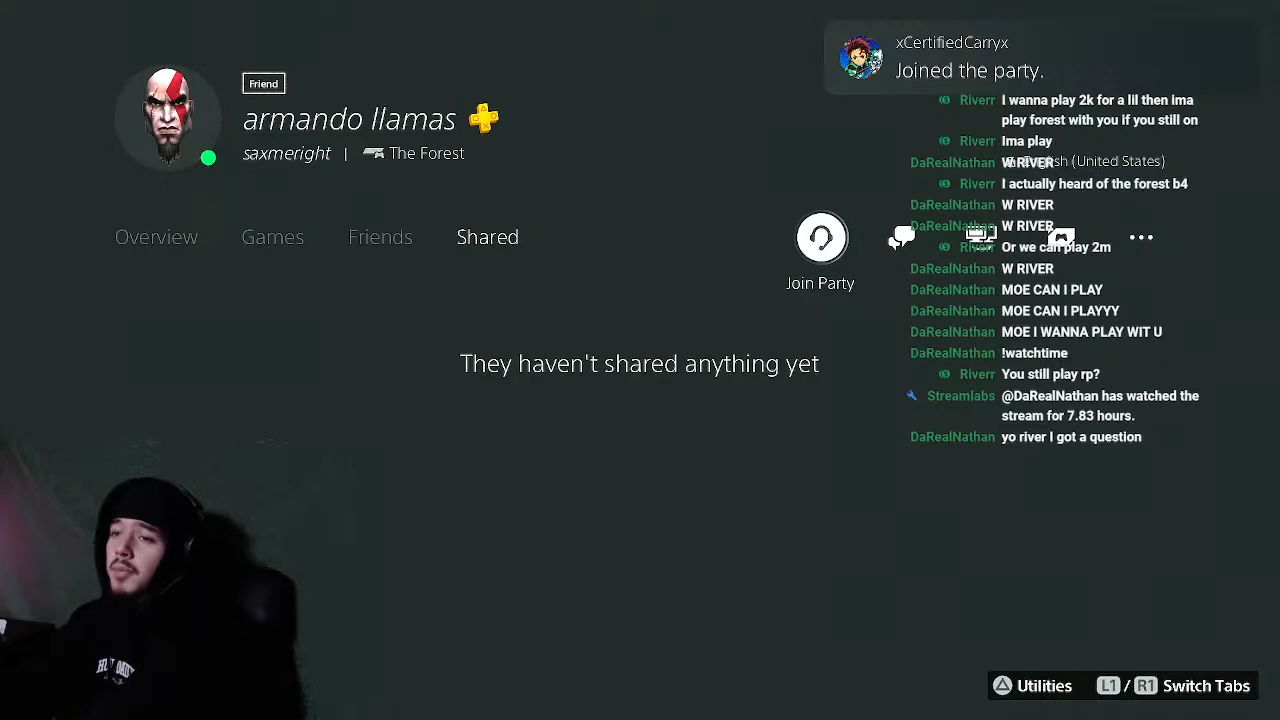 xCertifiedCarryx
Joined the party.
Friend
armando llamas
saxmeright | The Forest
Overview Games Friends Shared
Join Party
They haven't shared anything yet
Riverr I wanna play 2k for a lil then ima
play forest with you if you still on
Riverr Ima play
DaRealNathan W RIVER
English (United States)
Riverr I actually heard of the forest b4
DaRealNathan W RIVER
DaRealNathan W RIVER
Riverr Or we can play 2m
DaRealNathan W RIVER
DaRealNathan MOE CAN I PLAY
DaRealNathan MOE CAN I PLAYYY
DaRealNathan MOE I WANNA PLAY WIT U
DaRealNathan !watchtime
Riverr You still play rp?
Streamlabs @DaRealNathan has watched the
stream for 7.83 hours.
DaRealNathan yo river I got a question
Utilities L1 / R1 Switch Tabs